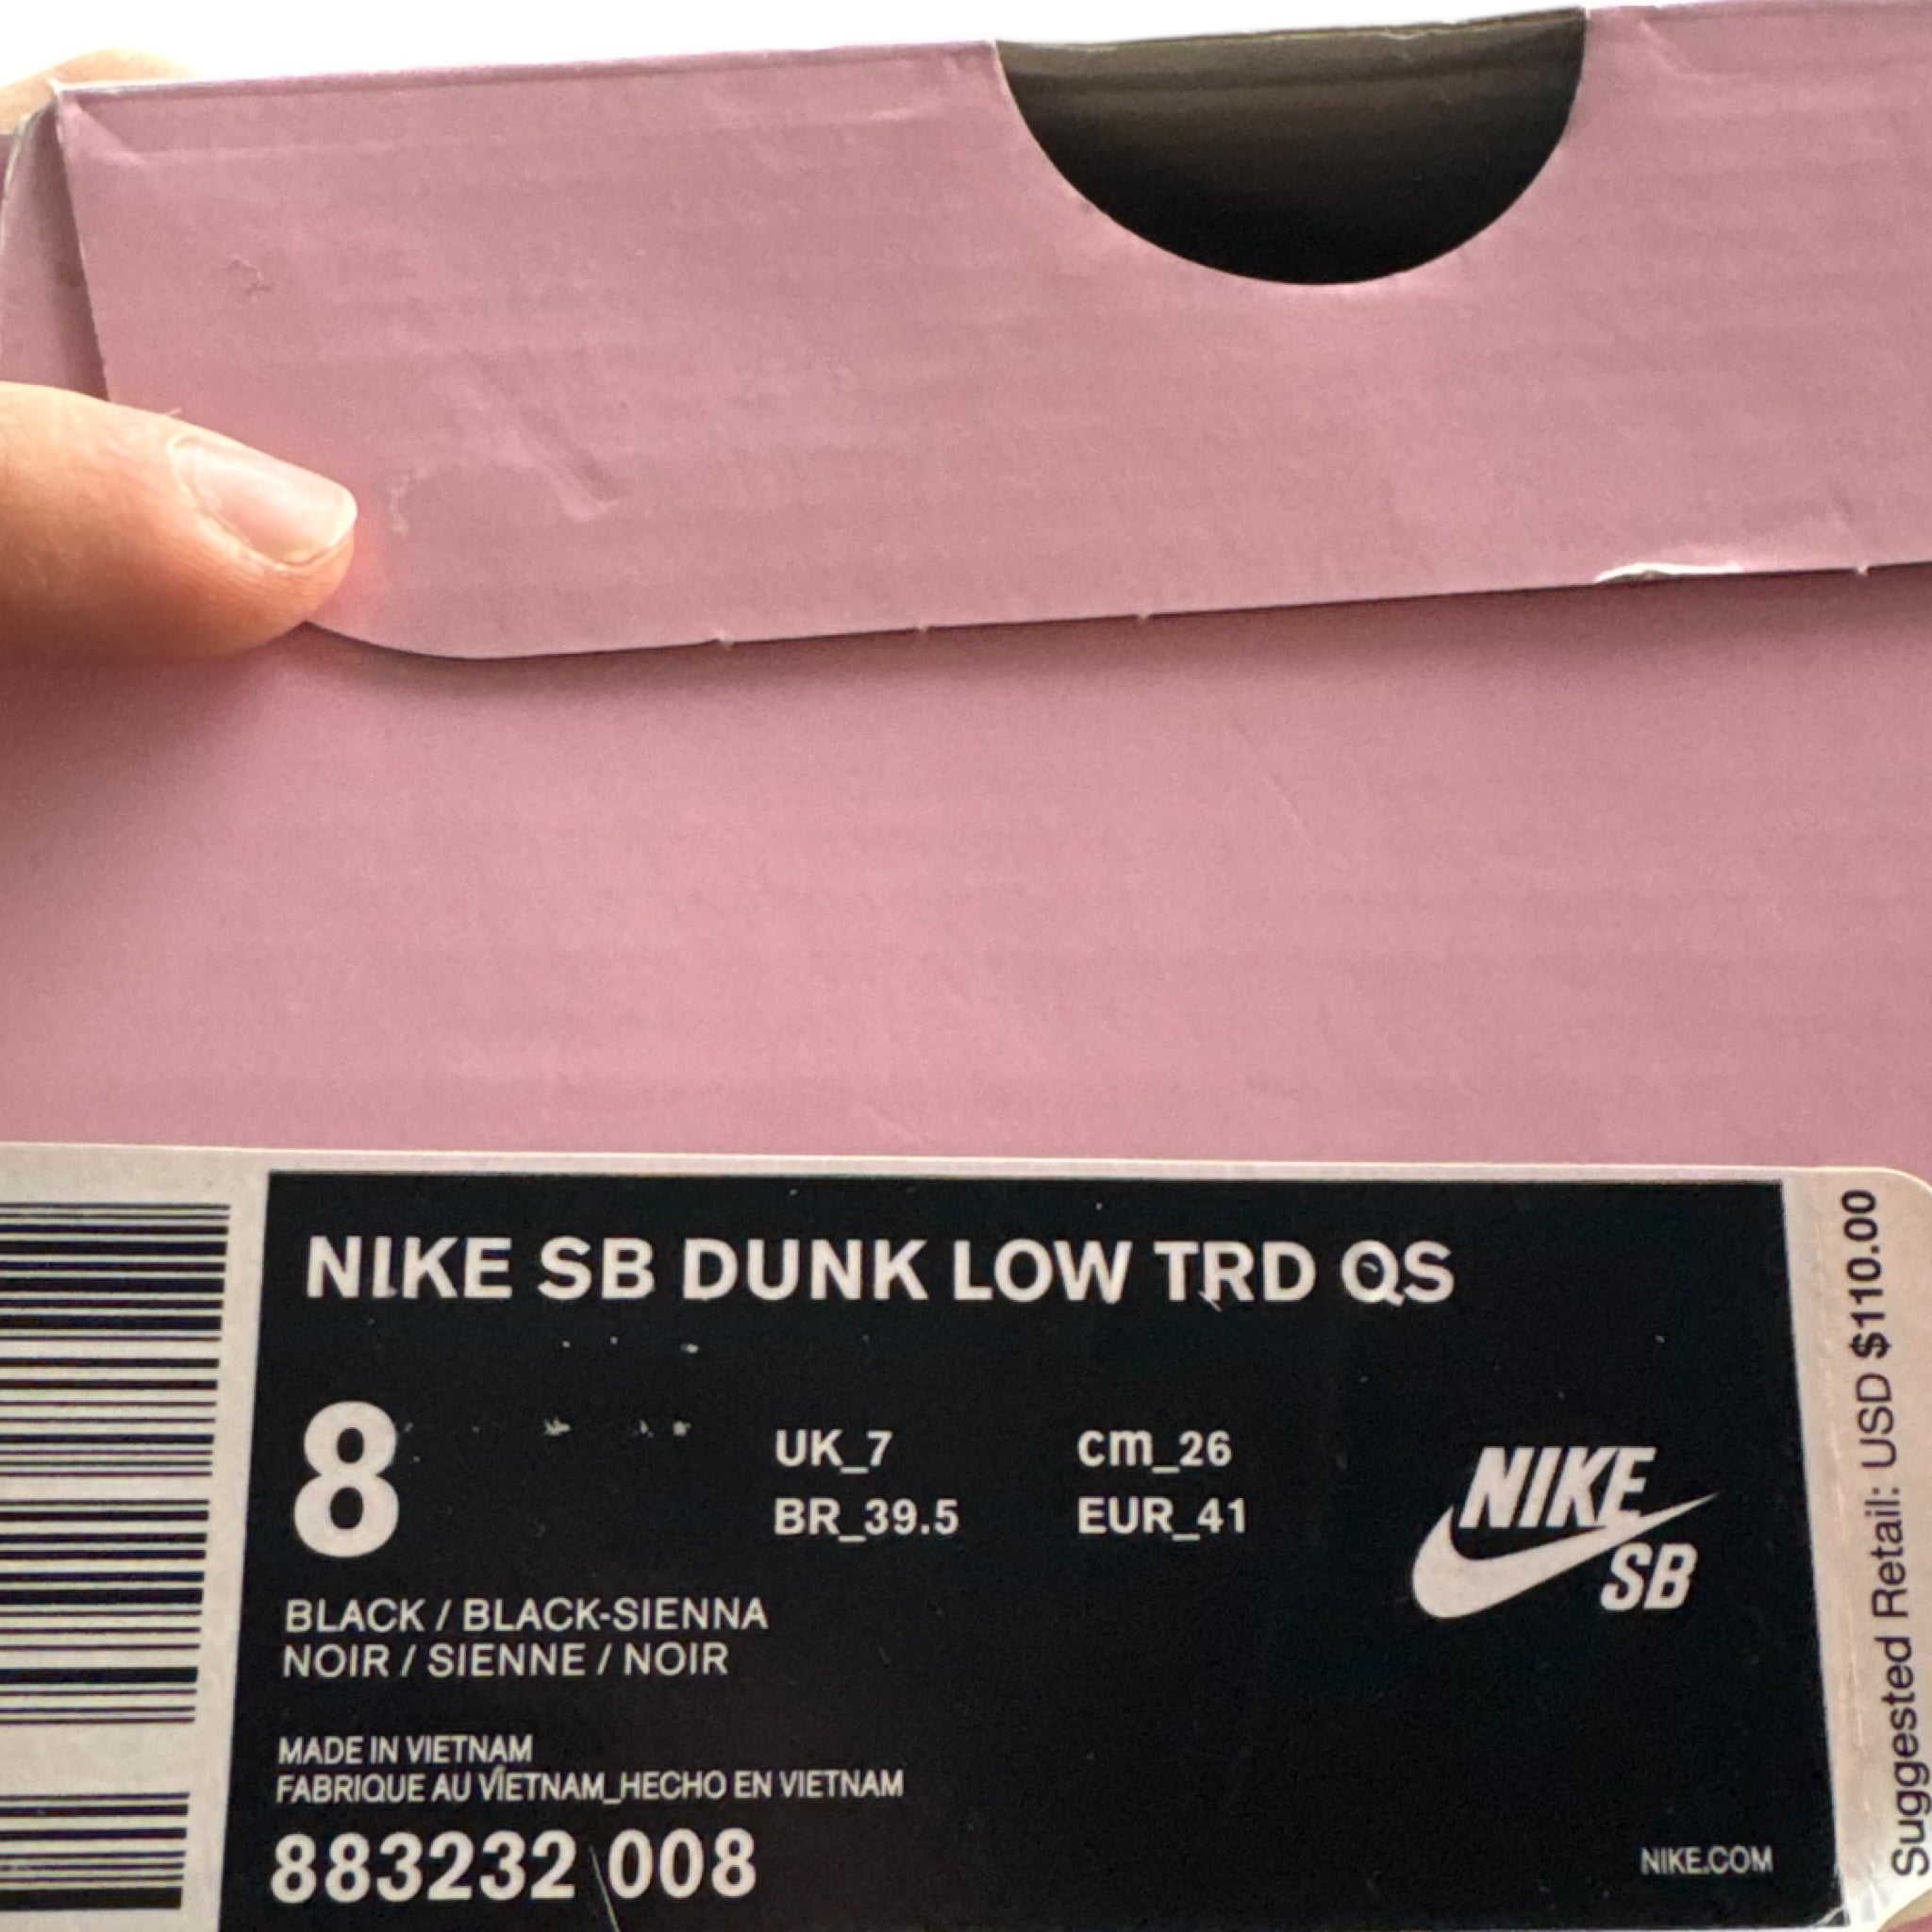 NIKE SB DUNK LOW TRD QS
8
UK_7
cm_26
BR_39.5
EUR_41
NIKE
SB
BLACK / BLACK-SIENNA
NOIR / SIENNE / NOIR
MADE IN VIETNAM
FABRIQUE AU VIETNAM_HECHO EN VIETNAM
883232 008
NIKE.COM
Suggested Retail: USD $110.00